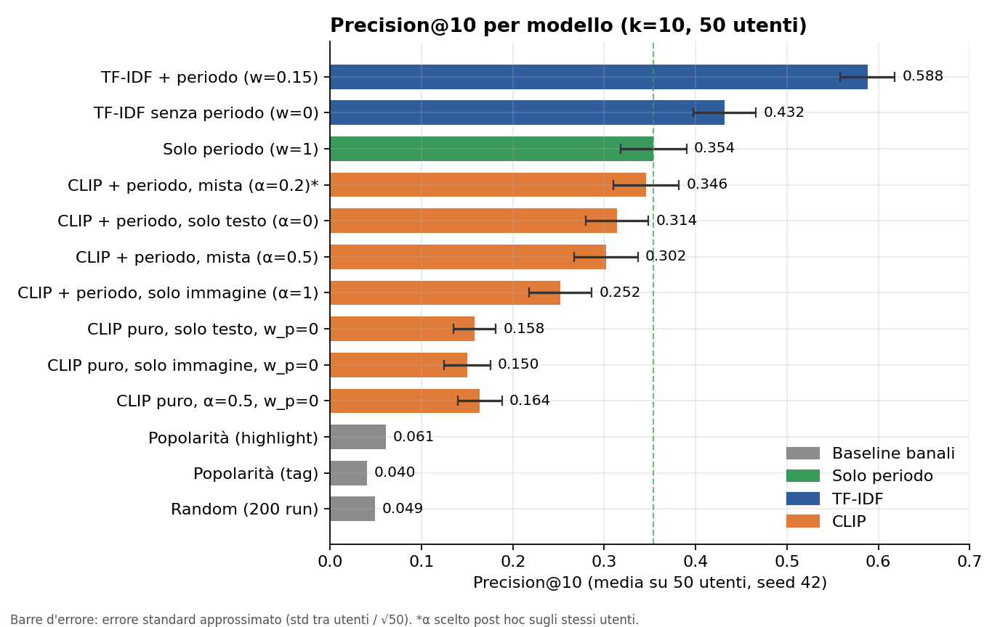 Precision@10 per modello (k=10, 50 utenti)
TF-IDF + periodo (w=0.15)
0.588
TF-IDF senza periodo (w=0)
0.432
Solo periodo (w=1)
0.354
CLIP + periodo, mista (α=0.2)*
0.346
CLIP + periodo, solo testo (α=0)
0.314
CLIP + periodo, mista (α=0.5)
0.302
CLIP + periodo, solo immagine (α=1)
0.252
CLIP puro, solo testo, w_p=0
0.158
CLIP puro, solo immagine, w_p=0
0.150
CLIP puro, α=0.5, w_p=0
0.164
Popolarità (highlight)
0.061
Popolarità (tag)
0.040
Random (200 run)
0.049
Baseline banali
Solo periodo
TF-IDF
CLIP
0.0 0.1 0.2 0.3 0.4 0.5 0.6 0.7
Precision@10 (media su 50 utenti, seed 42)
Barre d'errore: errore standard approssimato (std tra utenti / √50). *α scelto post hoc sugli stessi utenti.